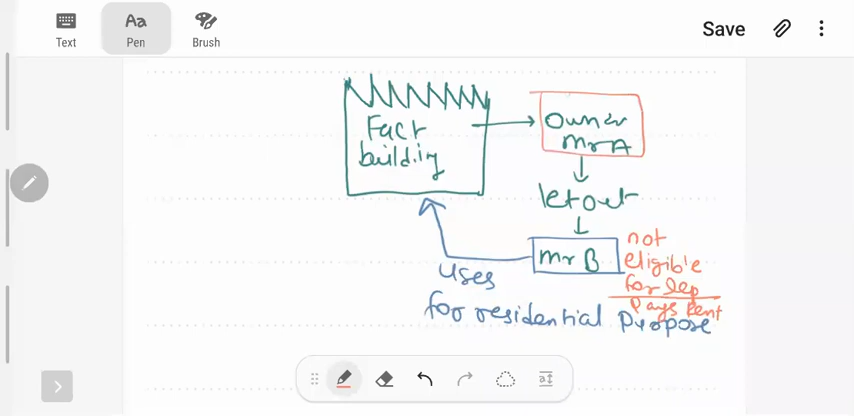 Save
Text
Pen
Brush
Fact
building
Owner
Mr A
let out
Mr B
not
eligible
for dep
Pays Rent
uses
for residential Propose